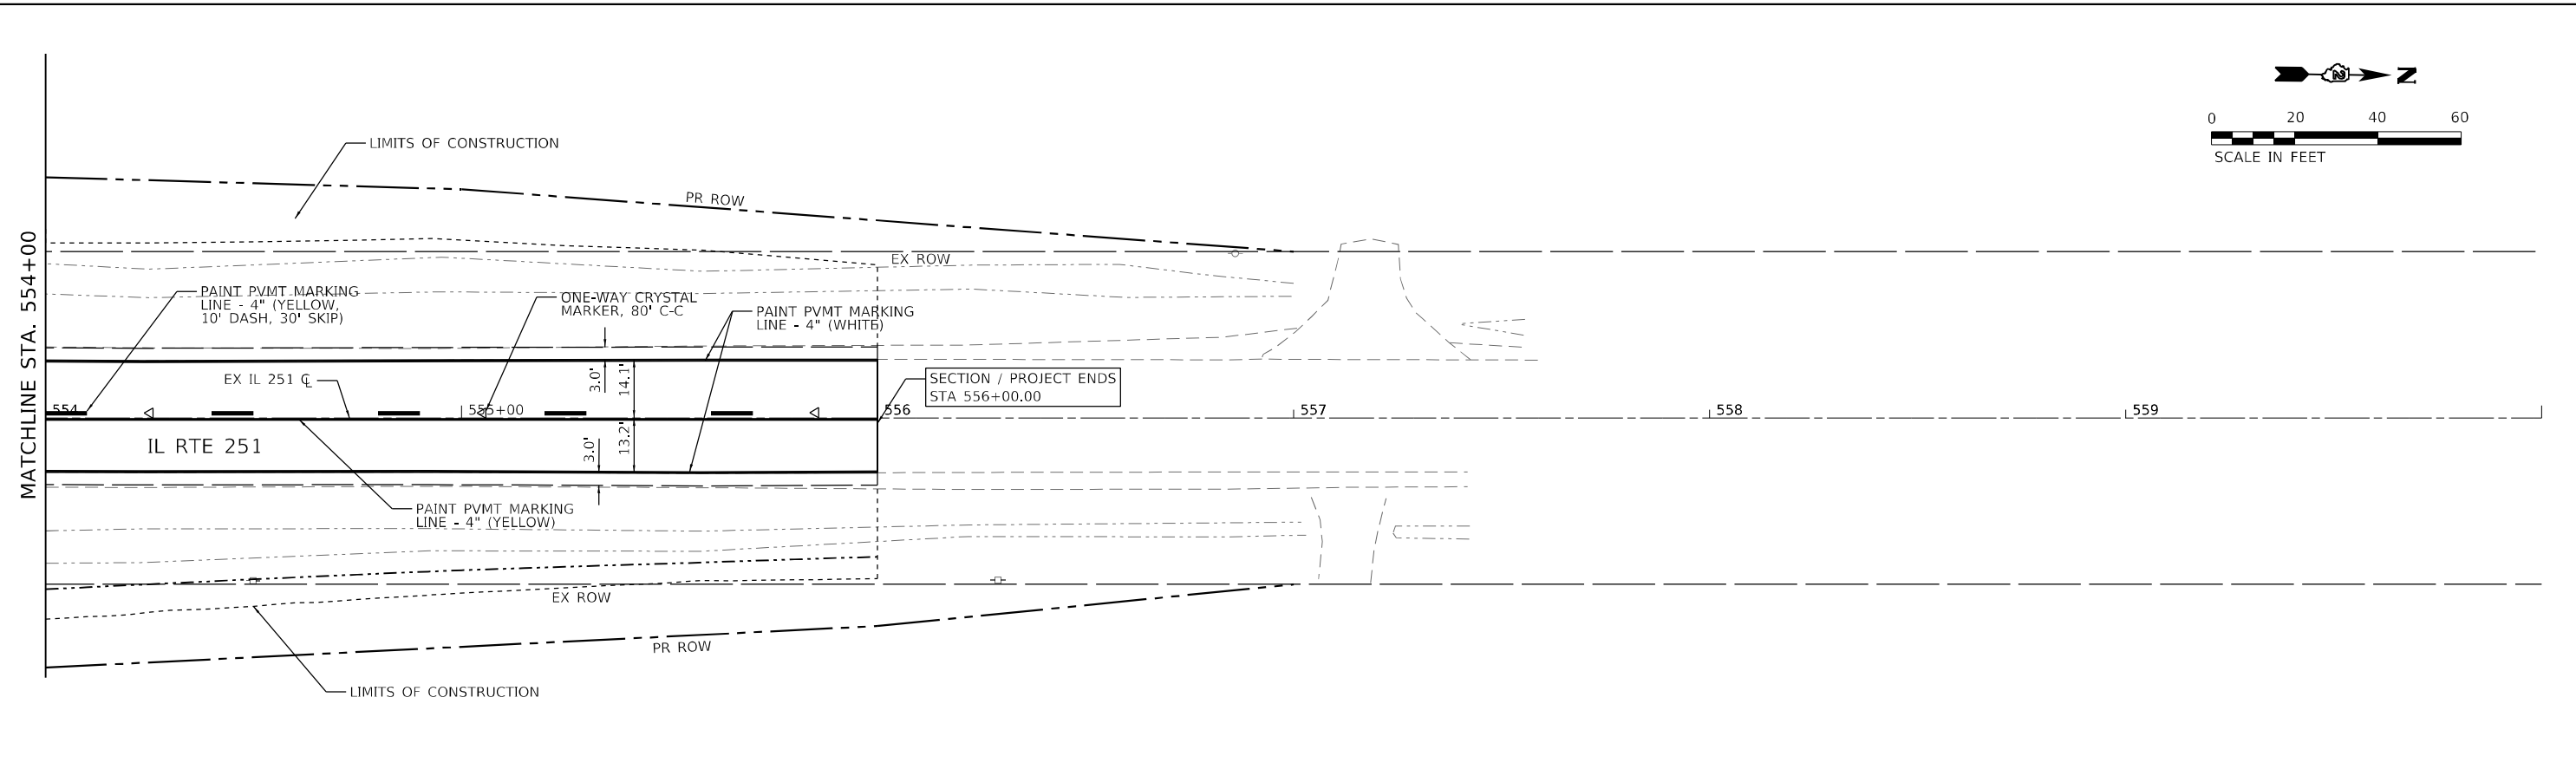 N
0 20 40 60
SCALE IN FEET
LIMITS OF CONSTRUCTION
PR ROW
EX ROW
MATCHLINE STA. 554+00
PAINT PVMT MARKING
LINE - 4" (YELLOW,
10' DASH, 30' SKIP)
ONE-WAY CRYSTAL
MARKER, 80' C-C
PAINT PVMT MARKING
LINE - 4" (WHITE)
EX IL 251 ℄
3.0'
14.1'
SECTION / PROJECT ENDS
STA 556+00.00
554 555+00 556 557 558 559
IL RTE 251
3.0'
13.2'
PAINT PVMT MARKING
LINE - 4" (YELLOW)
EX ROW
PR ROW
LIMITS OF CONSTRUCTION